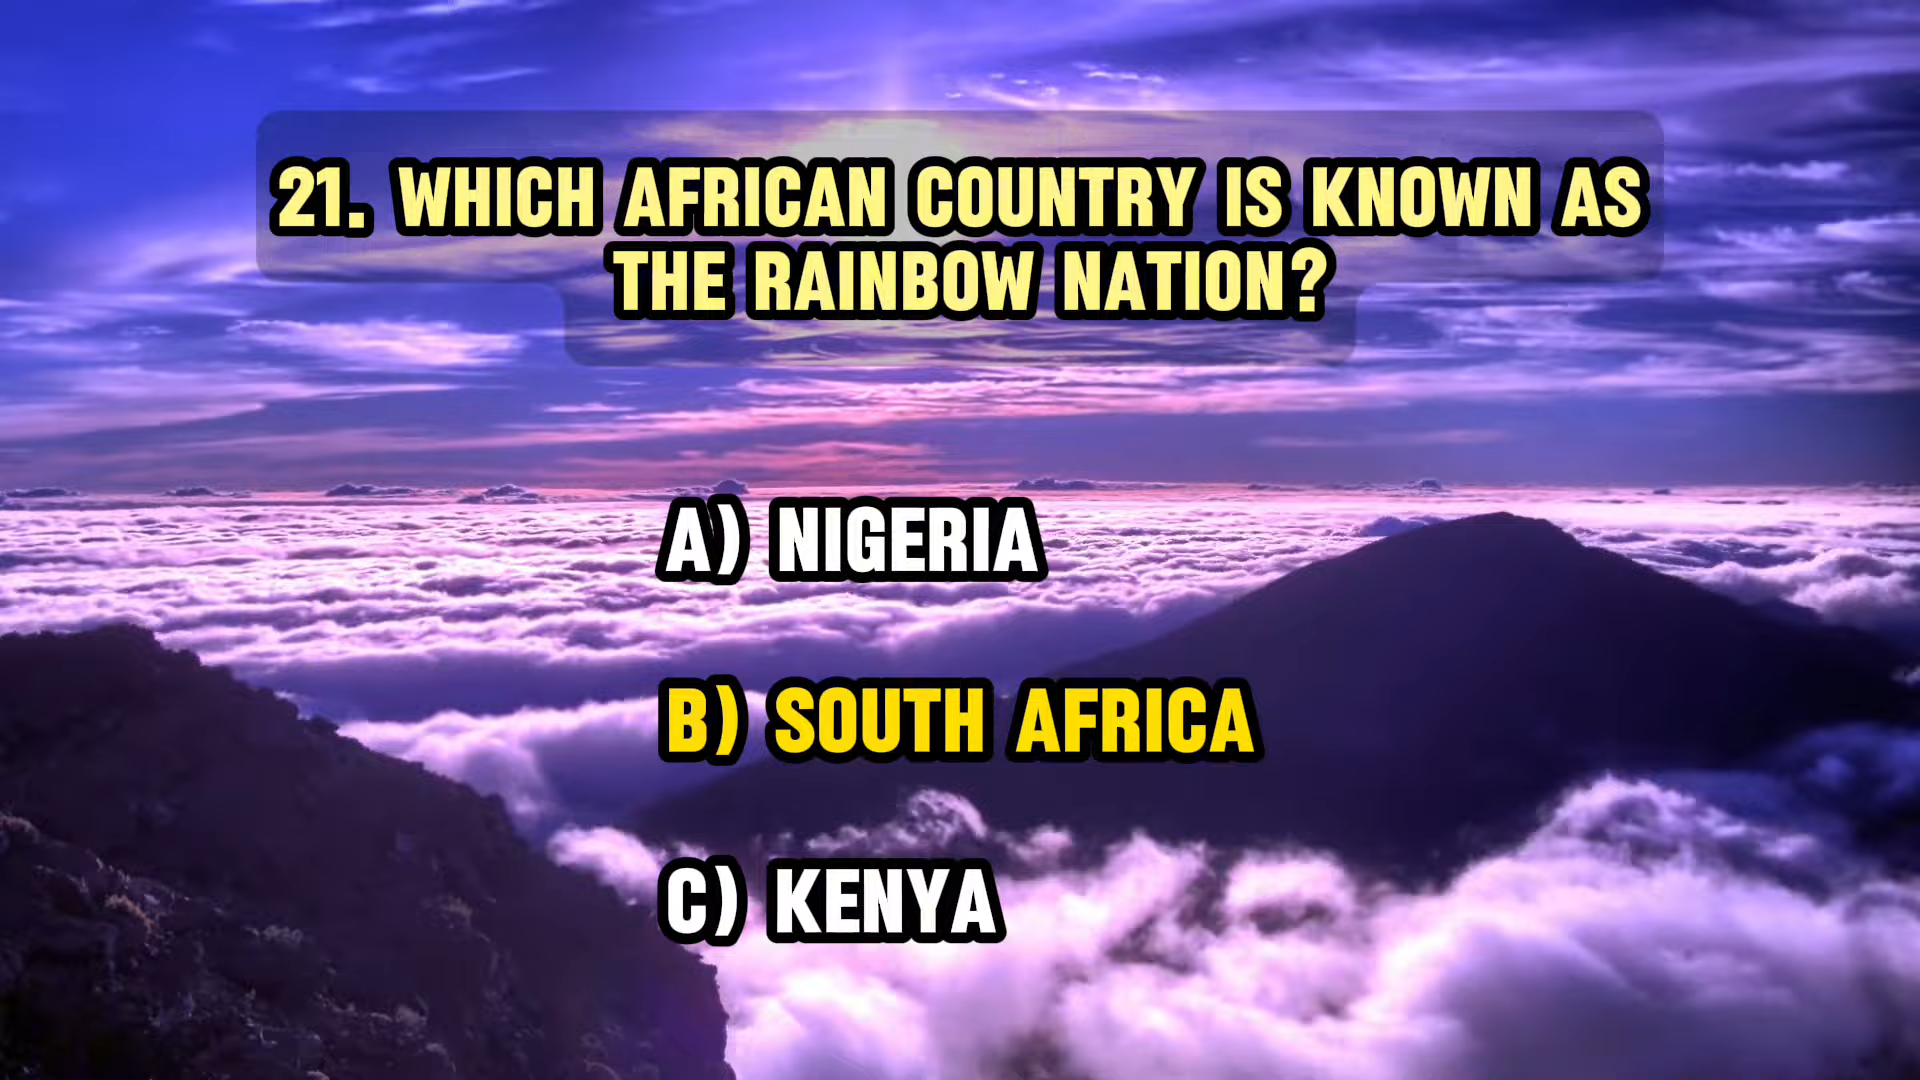 21. WHICH AFRICAN COUNTRY IS KNOWN AS
THE RAINBOW NATION?
A) NIGERIA
B) SOUTH AFRICA
C) KENYA